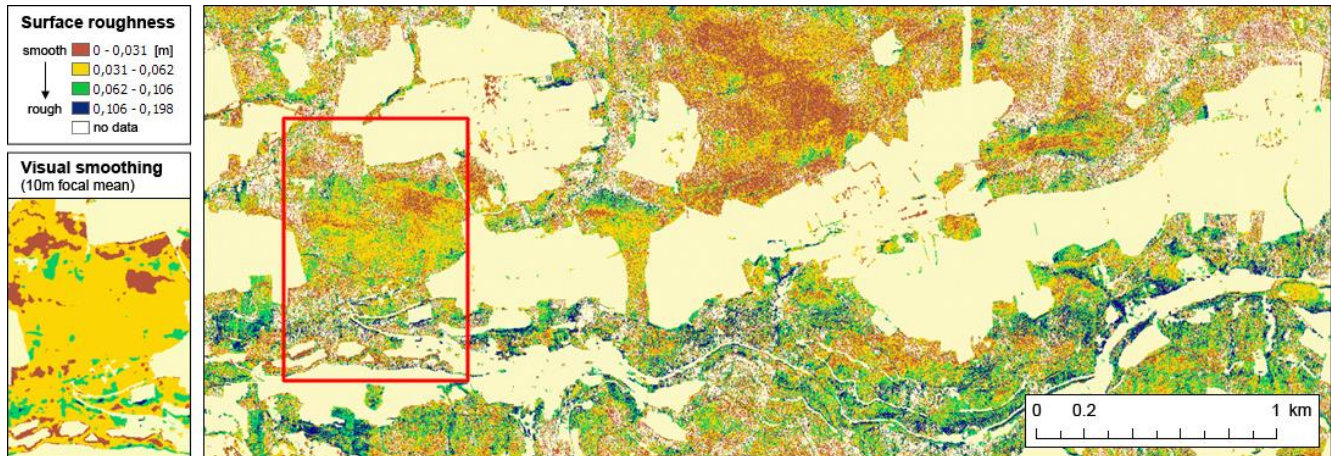 Surface roughness
smooth 0 - 0,031 [m]
0,031 - 0,062
0,062 - 0,106
rough 0,106 - 0,198
no data
Visual smoothing
(10m focal mean)
0 0.2 1 km